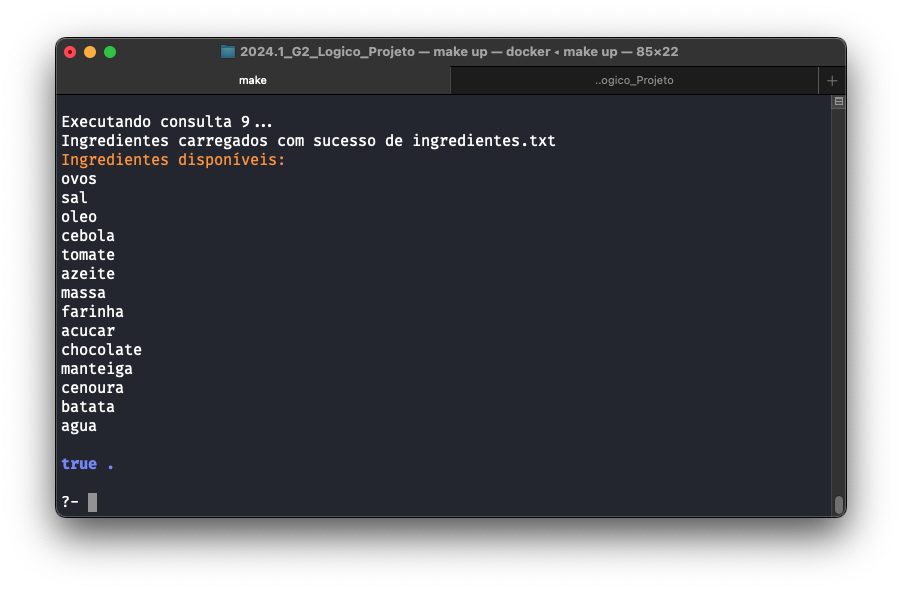 2024.1_G2_Logico_Projeto — make up — docker ◂ make up — 85×22
make
..ogico_Projeto
+
Executando consulta 9...
Ingredientes carregados com sucesso de ingredientes.txt
Ingredientes disponíveis:
ovos
sal
oleo
cebola
tomate
azeite
massa
farinha
acucar
chocolate
manteiga
cenoura
batata
agua
true .
?-